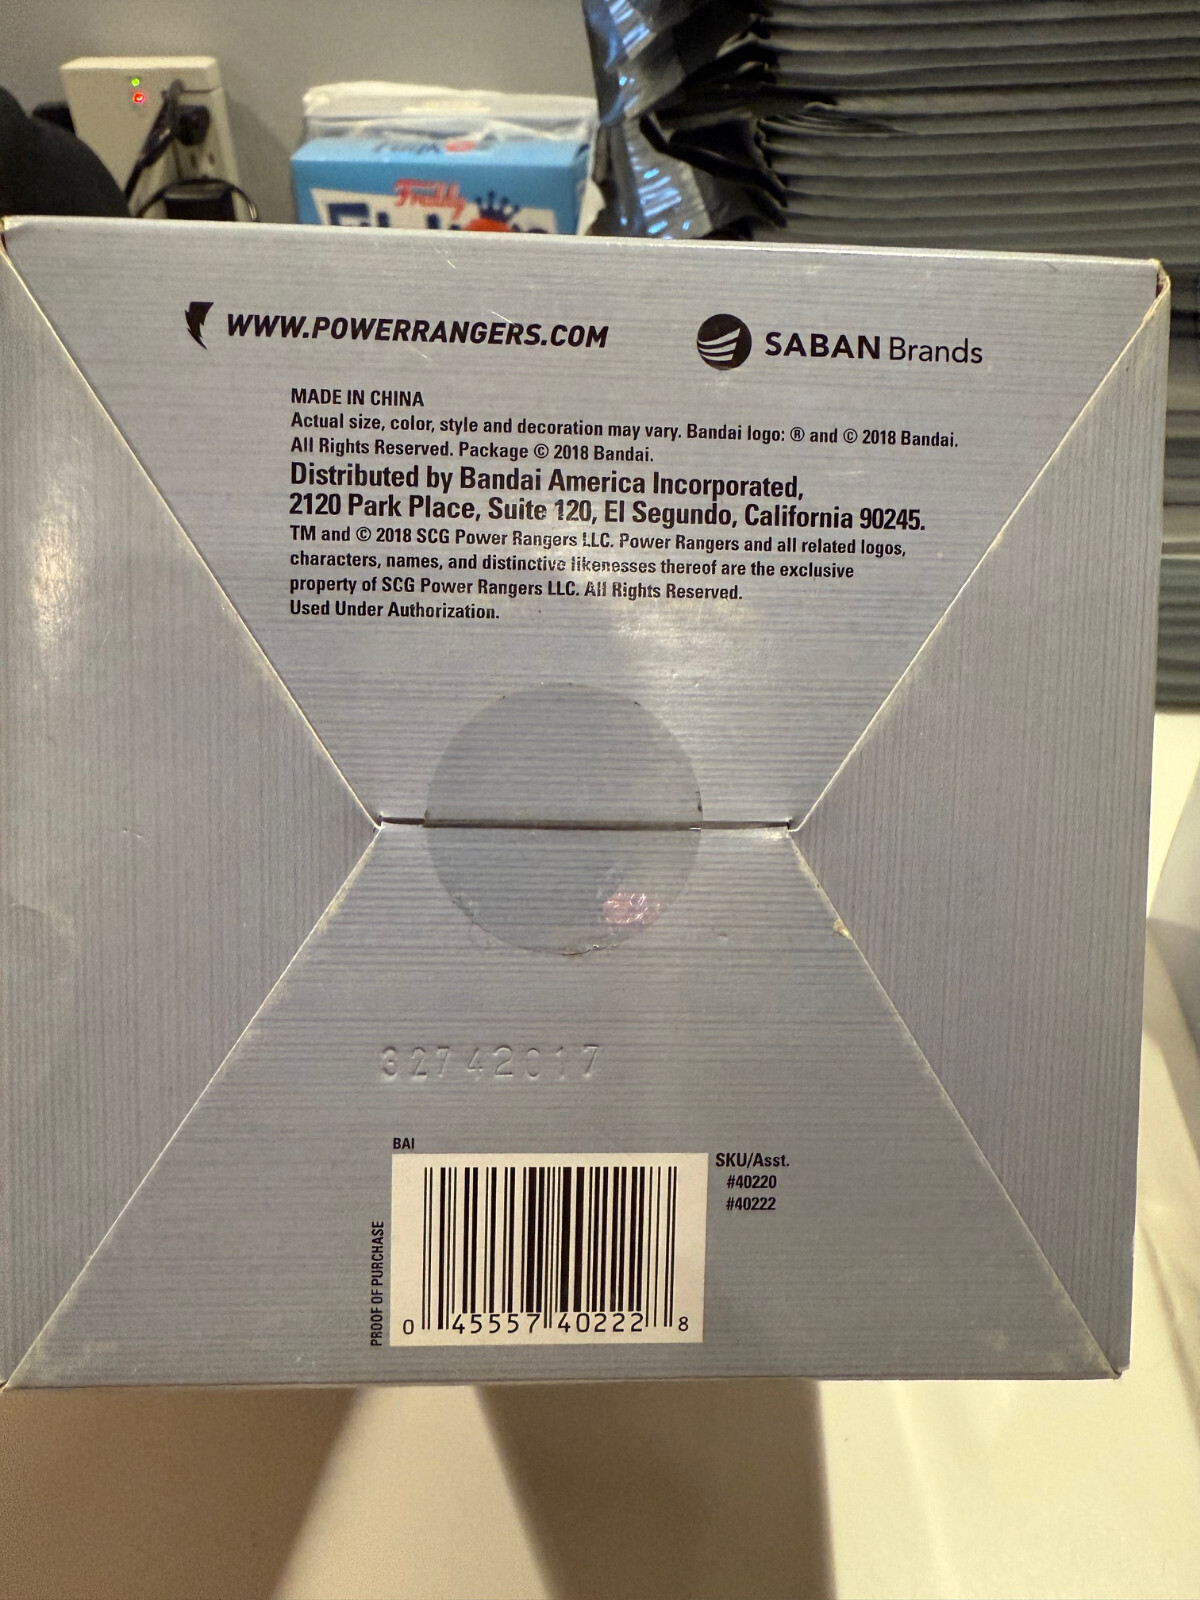 Freddy
WWW.POWERRANGERS.COM
SABAN Brands
MADE IN CHINA
Actual size, color, style and decoration may vary. Bandai logo: ® and © 2018 Bandai.
All Rights Reserved. Package © 2018 Bandai.
Distributed by Bandai America Incorporated,
2120 Park Place, Suite 120, El Segundo, California 90245.
TM and © 2018 SCG Power Rangers LLC. Power Rangers and all related logos,
characters, names, and distinctive likenesses thereof are the exclusive
property of SCG Power Rangers LLC. All Rights Reserved.
Used Under Authorization.
32742017
BAI
SKU/Asst.
#40220
#40222
PROOF OF PURCHASE
0 45557 40222 8